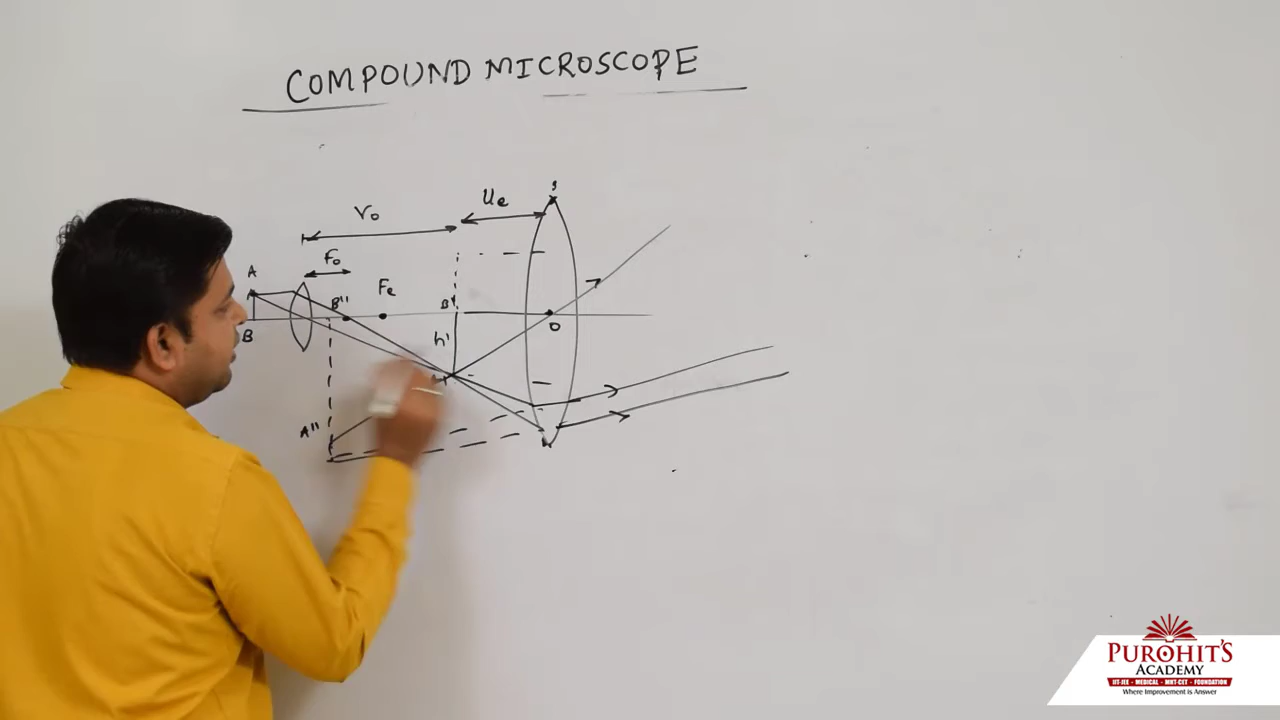 COMPOUND MICROSCOPE
Vo
Ue
Fo
A
Fe
B"
B'
B
O
h'
A"
PUROHIT'S
ACADEMY
IIT-JEE - MEDICAL - MHT-CET - FOUNDATION
Where Improvement is Answer